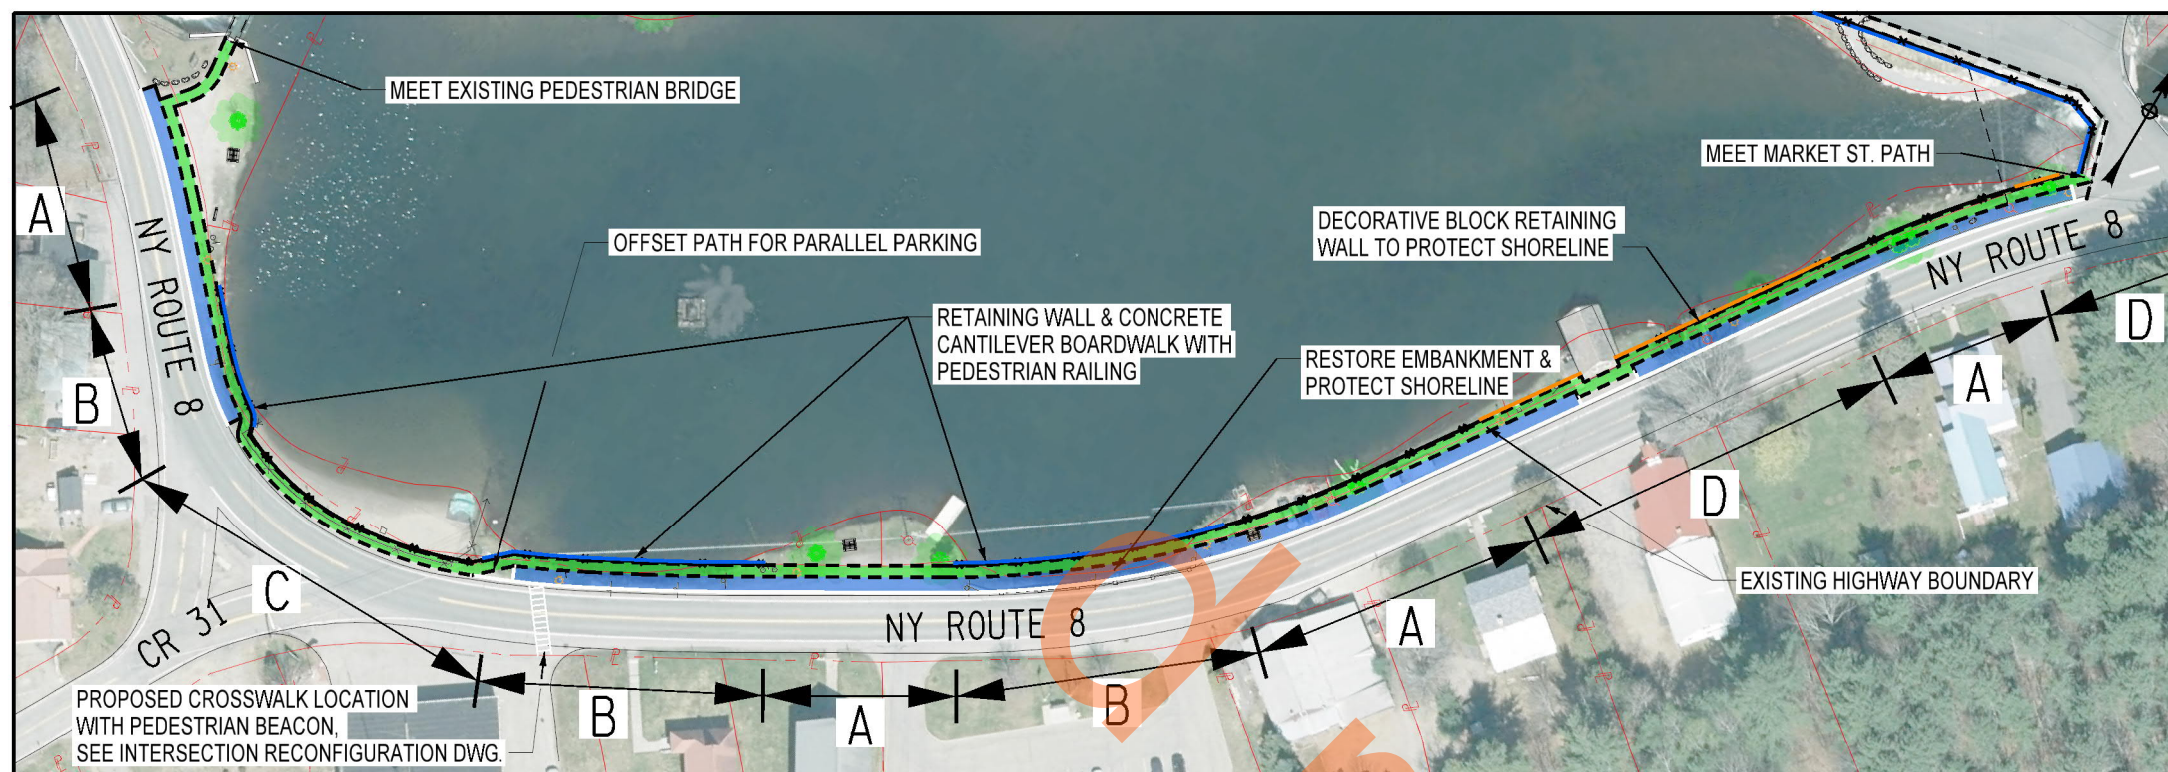 MEET EXISTING PEDESTRIAN BRIDGE
MEET MARKET ST. PATH
A
NY ROUTE 8
OFFSET PATH FOR PARALLEL PARKING
DECORATIVE BLOCK RETAINING
WALL TO PROTECT SHORELINE
NY ROUTE 8
D
RETAINING WALL & CONCRETE
CANTILEVER BOARDWALK WITH
PEDESTRIAN RAILING
RESTORE EMBANKMENT &
PROTECT SHORELINE
A
B
D
EXISTING HIGHWAY BOUNDARY
C
CR 31
NY ROUTE 8
A
B
A
B
PROPOSED CROSSWALK LOCATION
WITH PEDESTRIAN BEACON,
SEE INTERSECTION RECONFIGURATION DWG.